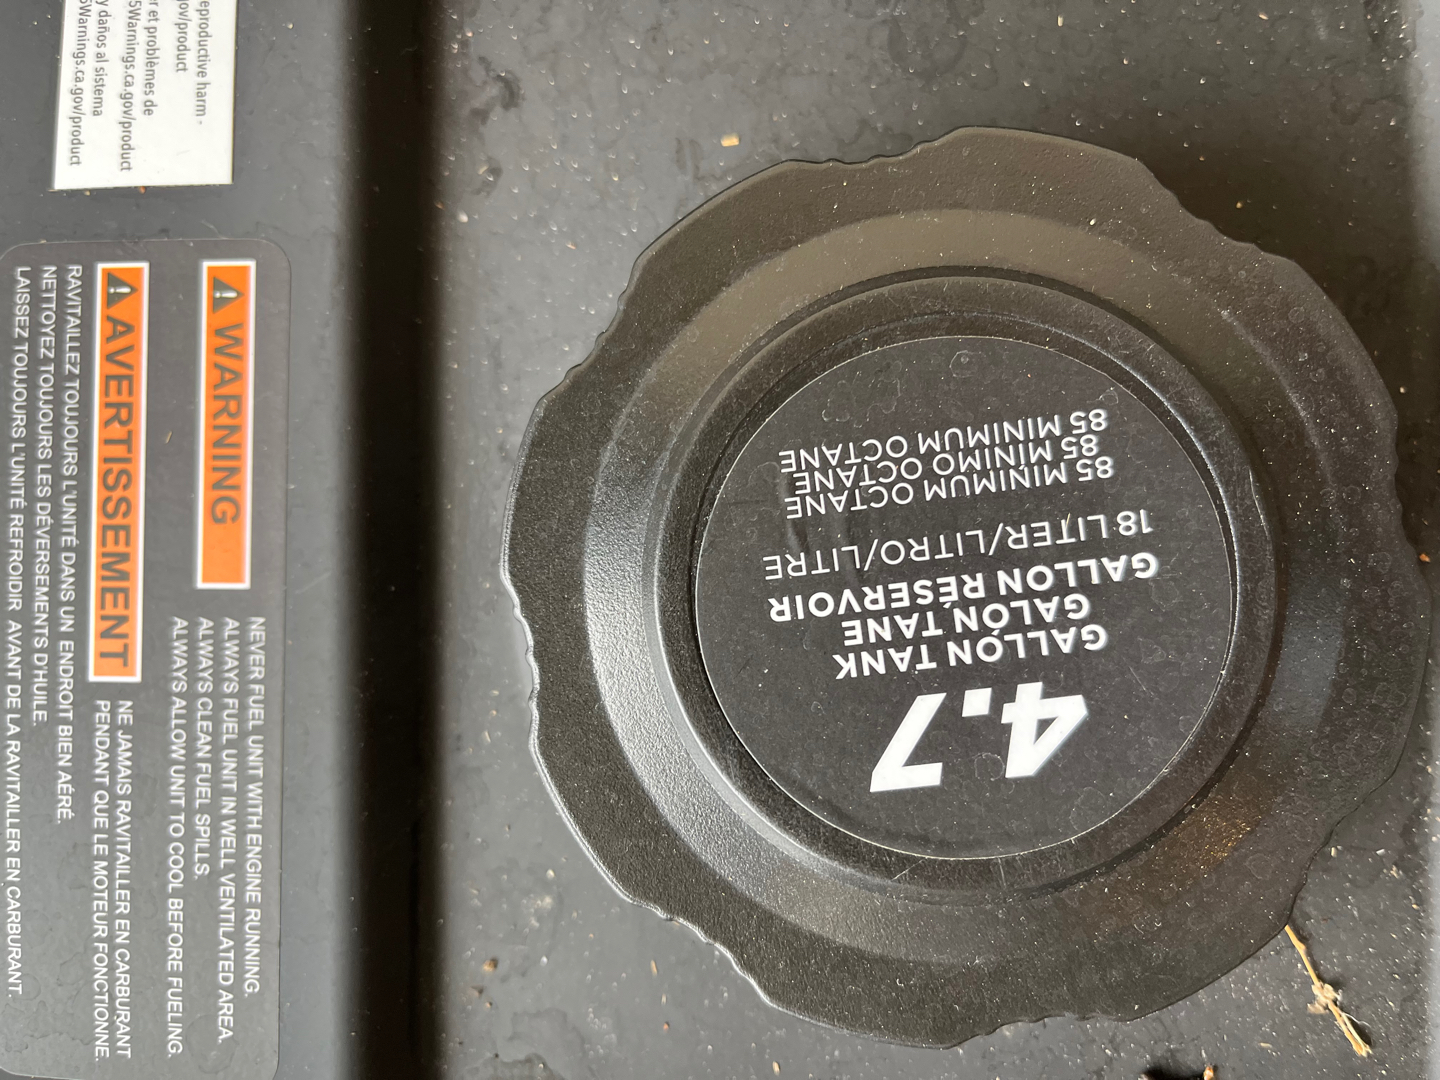 eproductive harm -
gov/product
r et problèmes de
5Warnings.ca.gov/product
y daños al sistema
5Warnings.ca.gov/product
WARNING
NEVER FUEL UNIT WITH ENGINE RUNNING.
ALWAYS FUEL UNIT IN WELL VENTILATED AREA.
ALWAYS CLEAN FUEL SPILLS.
ALWAYS ALLOW UNIT TO COOL BEFORE FUELING.
AVERTISSEMENT
NE JAMAIS RAVITAILLER EN CARBURANT
PENDANT QUE LE MOTEUR FONCTIONNE.
RAVITAILLEZ TOUJOURS L'UNITÉ DANS UN ENDROIT BIEN AÉRÉ.
NETTOYEZ TOUJOURS LES DÉVERSEMENTS D'HUILE.
LAISSEZ TOUJOURS L'UNITÉ REFROIDIR AVANT DE LA RAVITAILLER EN CARBURANT.
4.7
GALLON TANK
GALÓN TANE
GALLON RÉSERVOIR
18 LITER/LITRO/LITRE
85 MINIMUM OCTANE
85 MÍNIMO OCTANE
85 MINIMUM OCTANE